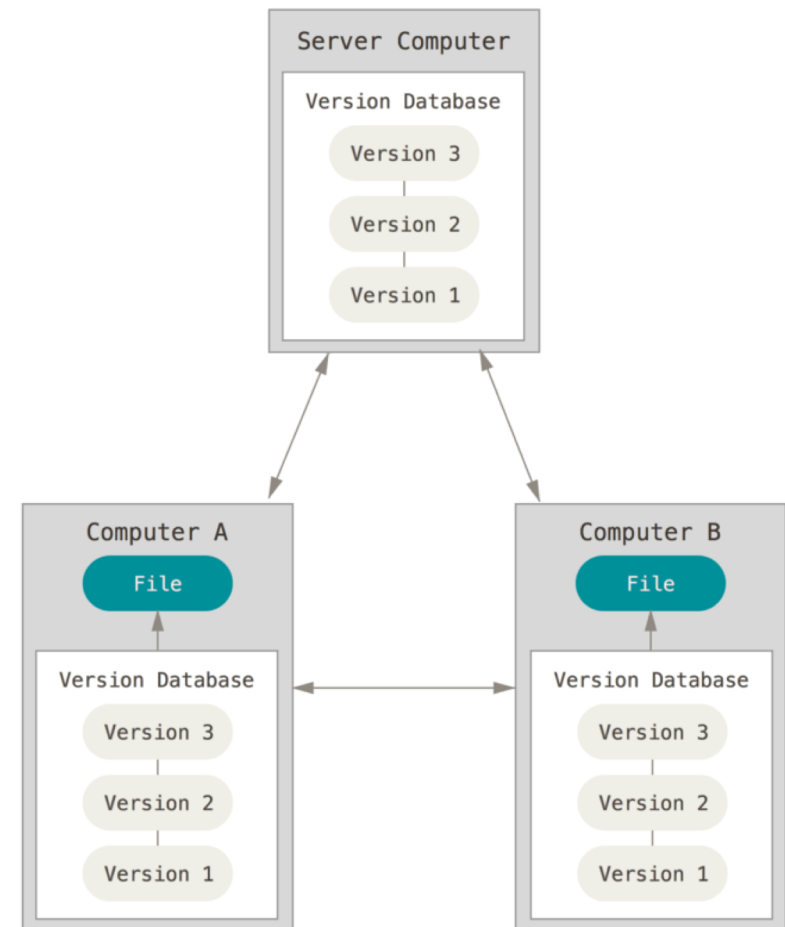 Server Computer
Version Database
Version 3
Version 2
Version 1
Computer A
File
Version Database
Version 3
Version 2
Version 1
Computer B
File
Version Database
Version 3
Version 2
Version 1